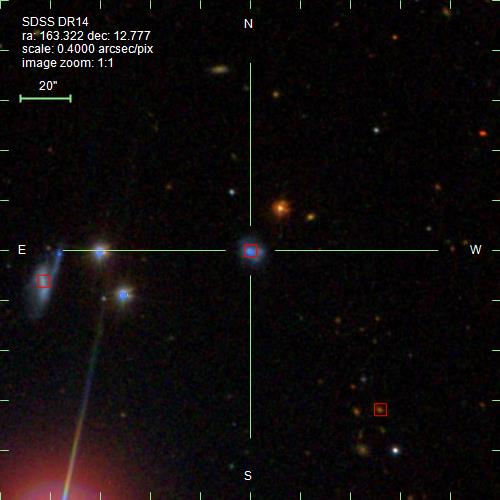 SDSS DR14
ra: 163.322 dec: 12.777
scale: 0.4000 arcsec/pix
image zoom: 1:1
20"
N
E
W
S